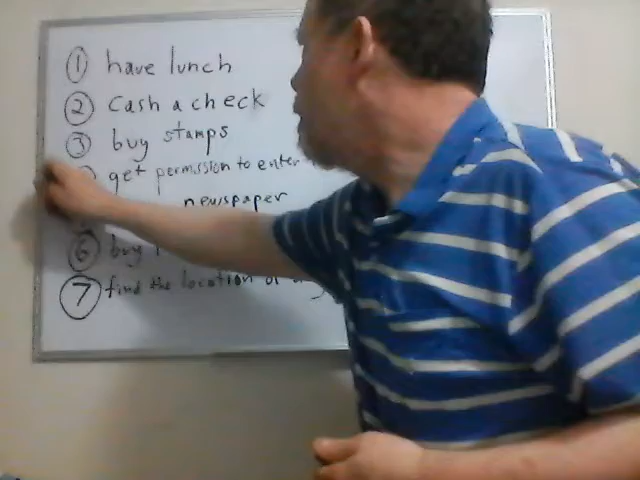 ① have lunch
② cash a check
③ buy stamps
get permission to enter
newspaper
⑥ buy
⑦ find the location of